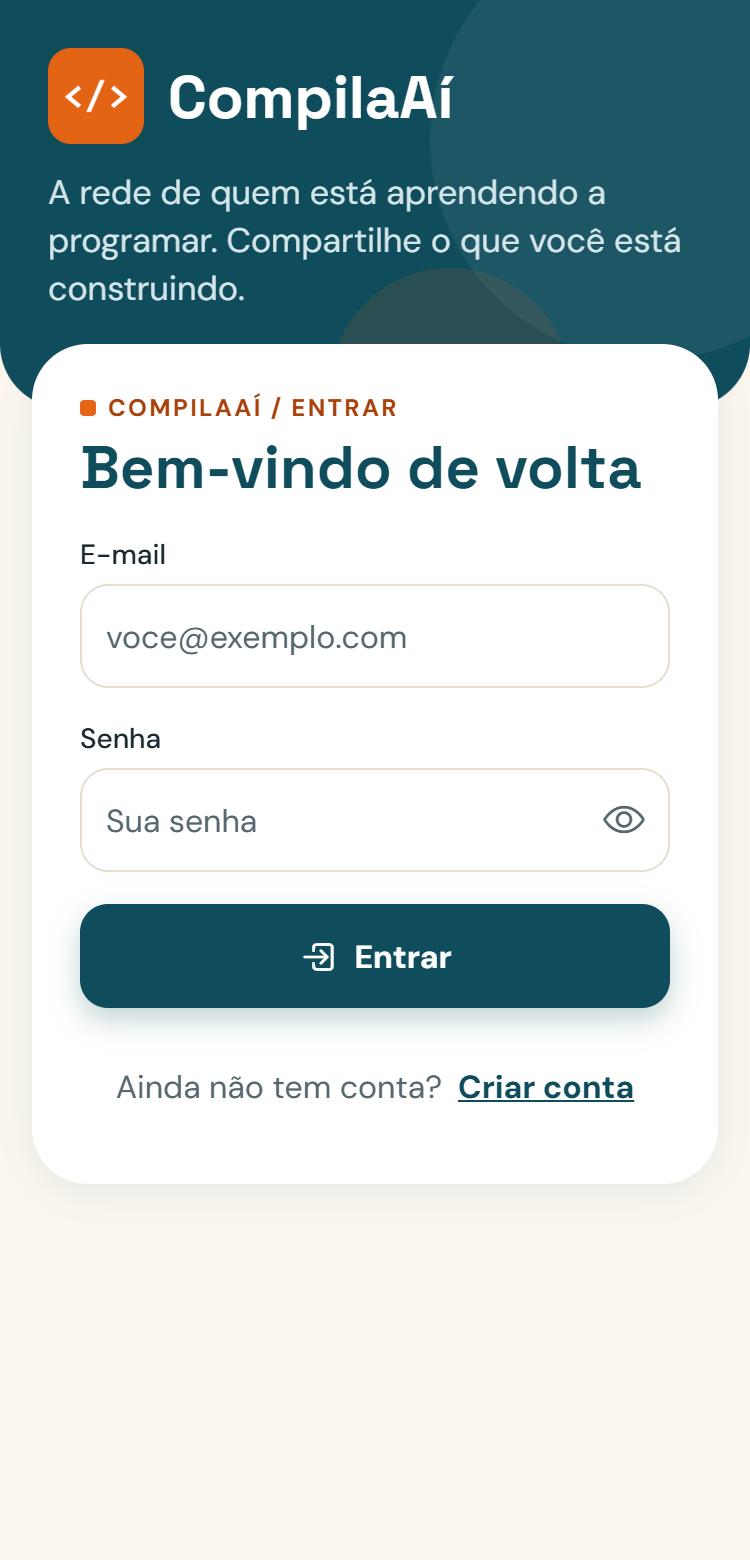 </> CompilaAí
A rede de quem está aprendendo a
programar. Compartilhe o que você está
construindo.
COMPILAAÍ / ENTRAR
Bem-vindo de volta
E-mail
voce@exemplo.com
Senha
Sua senha
Entrar
Ainda não tem conta? Criar conta